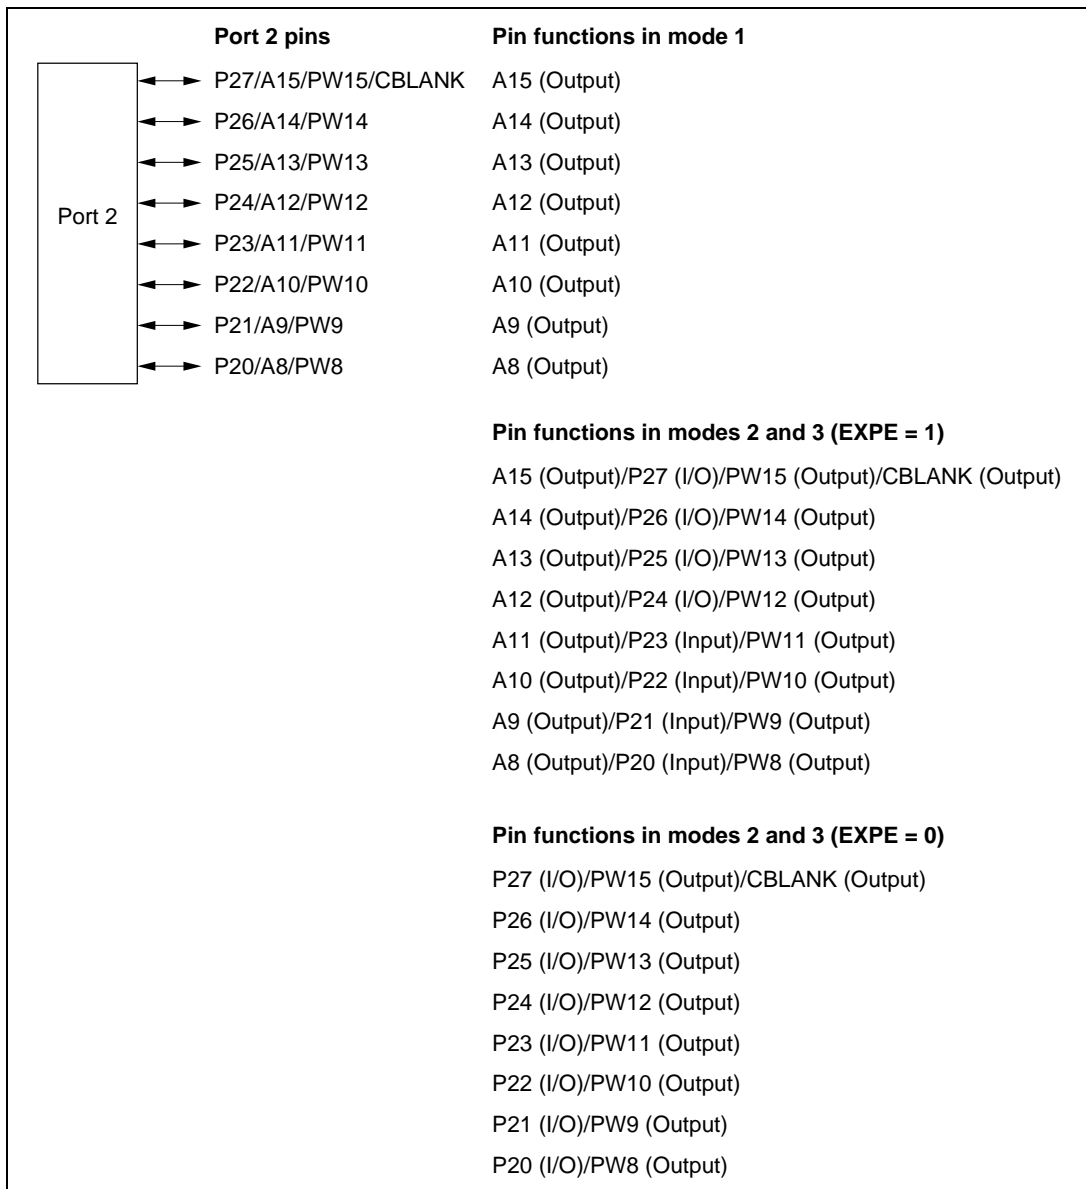 Port 2 pins Pin functions in mode 1
P27/A15/PW15/CBLANK A15 (Output)
P26/A14/PW14 A14 (Output)
P25/A13/PW13 A13 (Output)
P24/A12/PW12 A12 (Output)
Port 2
P23/A11/PW11 A11 (Output)
P22/A10/PW10 A10 (Output)
P21/A9/PW9 A9 (Output)
P20/A8/PW8 A8 (Output)
Pin functions in modes 2 and 3 (EXPE = 1)
A15 (Output)/P27 (I/O)/PW15 (Output)/CBLANK (Output)
A14 (Output)/P26 (I/O)/PW14 (Output)
A13 (Output)/P25 (I/O)/PW13 (Output)
A12 (Output)/P24 (I/O)/PW12 (Output)
A11 (Output)/P23 (Input)/PW11 (Output)
A10 (Output)/P22 (Input)/PW10 (Output)
A9 (Output)/P21 (Input)/PW9 (Output)
A8 (Output)/P20 (Input)/PW8 (Output)
Pin functions in modes 2 and 3 (EXPE = 0)
P27 (I/O)/PW15 (Output)/CBLANK (Output)
P26 (I/O)/PW14 (Output)
P25 (I/O)/PW13 (Output)
P24 (I/O)/PW12 (Output)
P23 (I/O)/PW11 (Output)
P22 (I/O)/PW10 (Output)
P21 (I/O)/PW9 (Output)
P20 (I/O)/PW8 (Output)